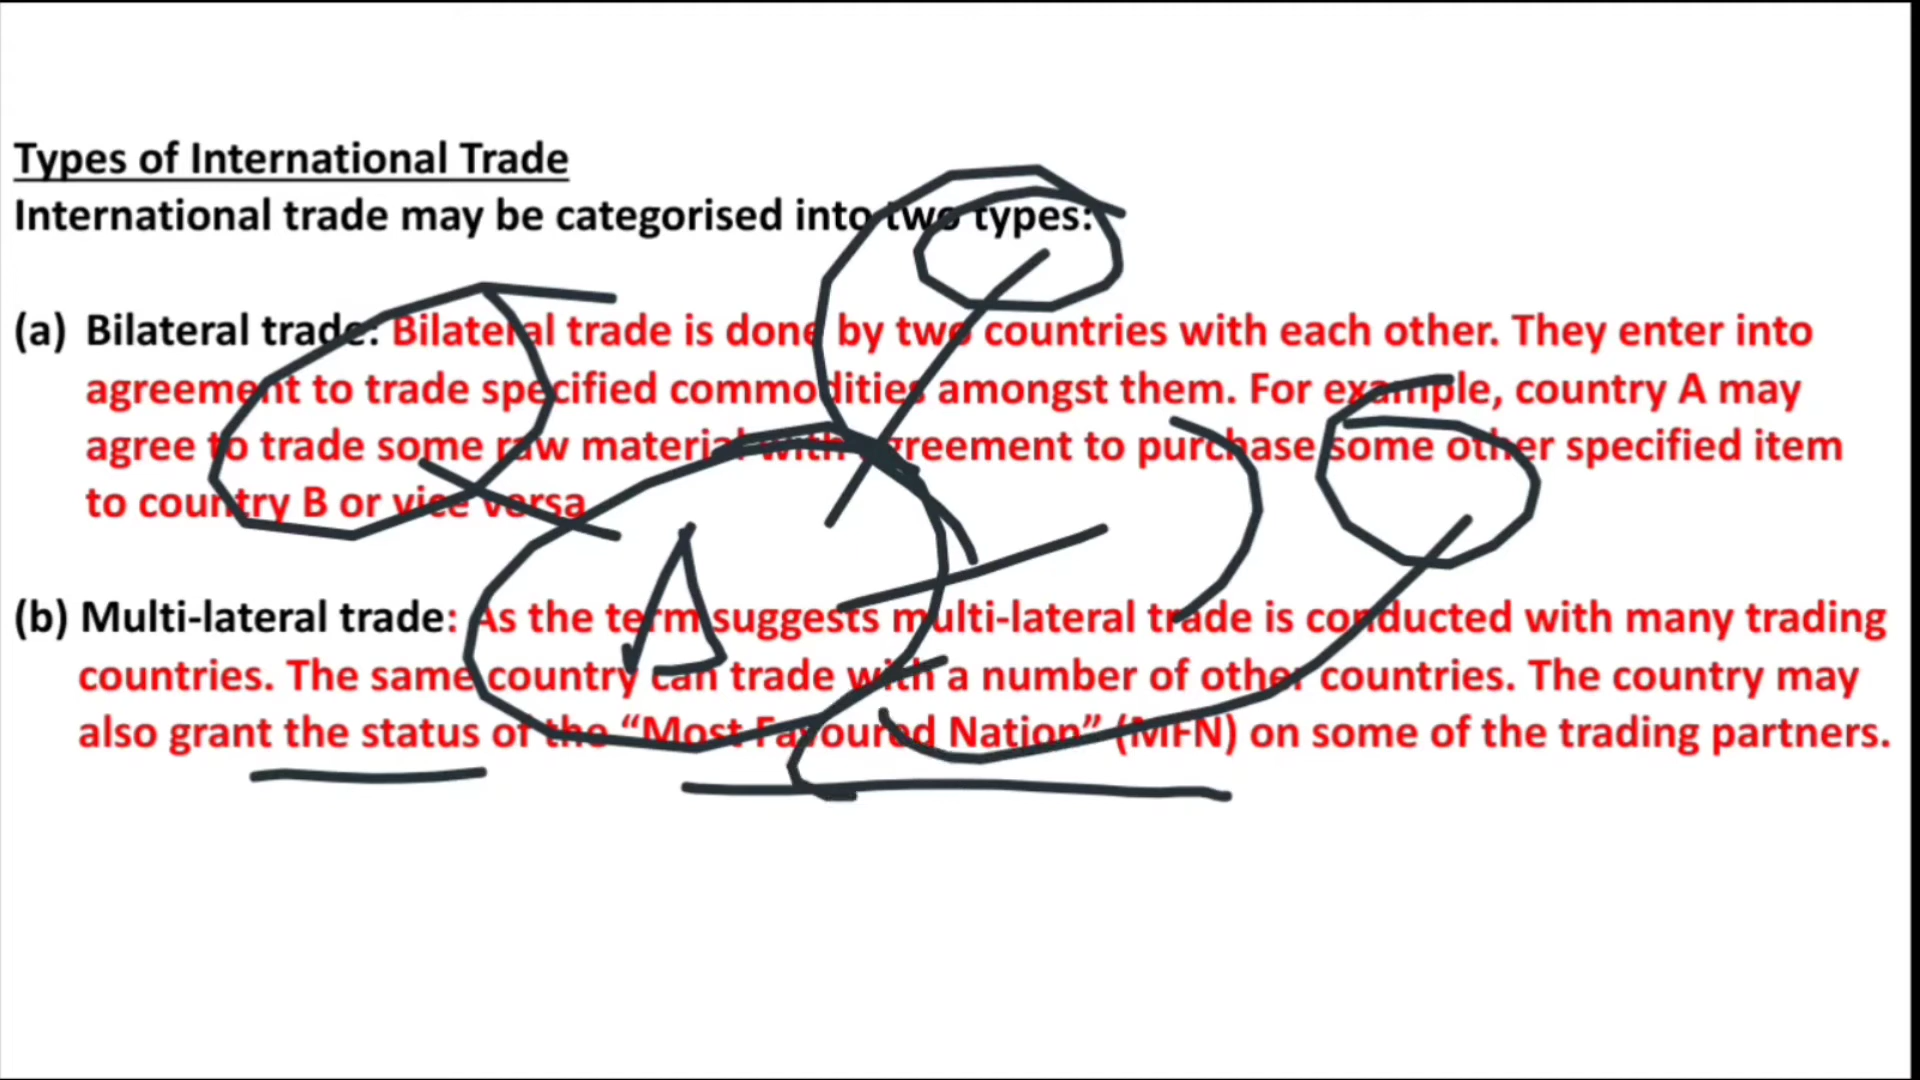 Types of International Trade
International trade may be categorised into two types:
(a) Bilateral trade: Bilateral trade is done by two countries with each other. They enter into
agreement to trade specified commodities amongst them. For example, country A may
agree to trade some raw material with agreement to purchase some other specified item
to country B or vice versa
(b) Multi-lateral trade: As the term suggests multi-lateral trade is conducted with many trading
countries. The same country can trade with a number of other countries. The country may
also grant the status of the “Most Favoured Nation” (MFN) on some of the trading partners.
A